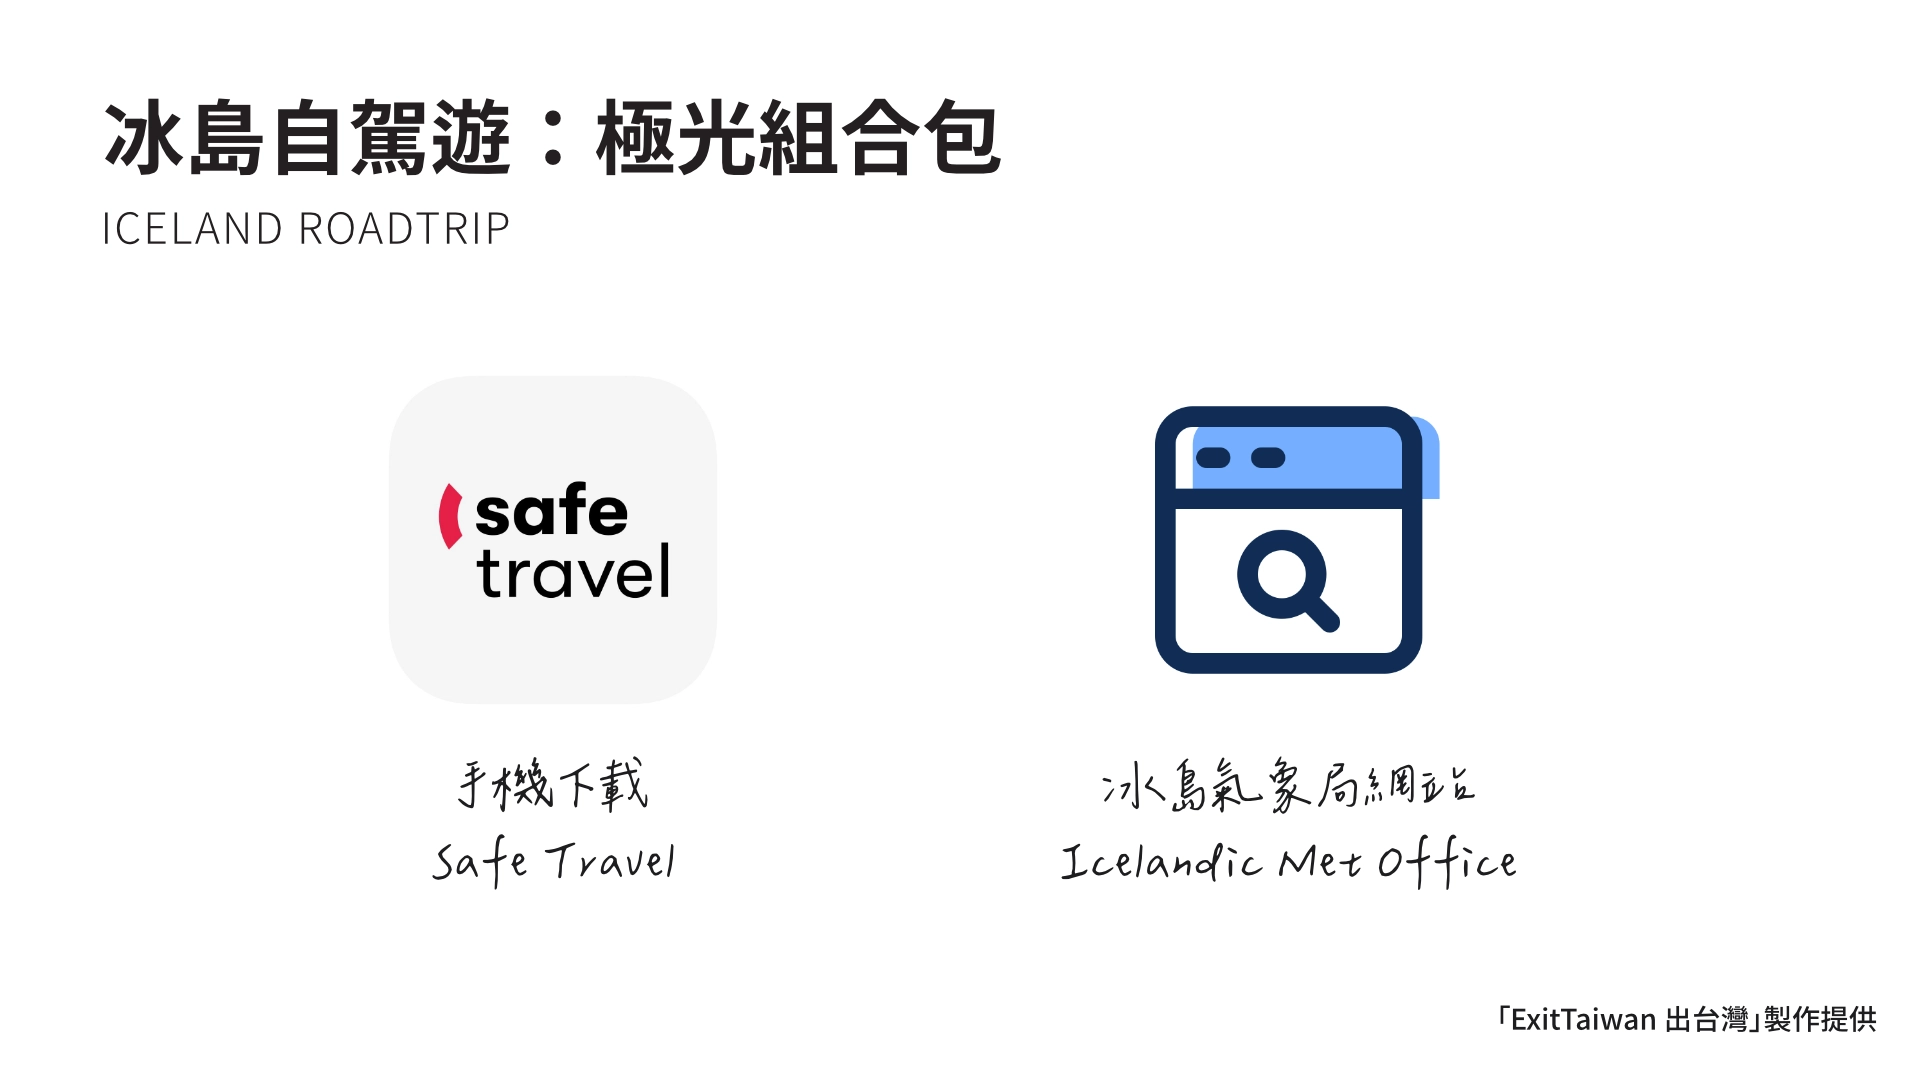 冰島自駕遊：極光組合包
ICELAND ROADTRIP
safe
travel
手機下載
Safe Travel
冰島氣象局網站
Icelandic Met Office
「ExitTaiwan 出台灣」製作提供